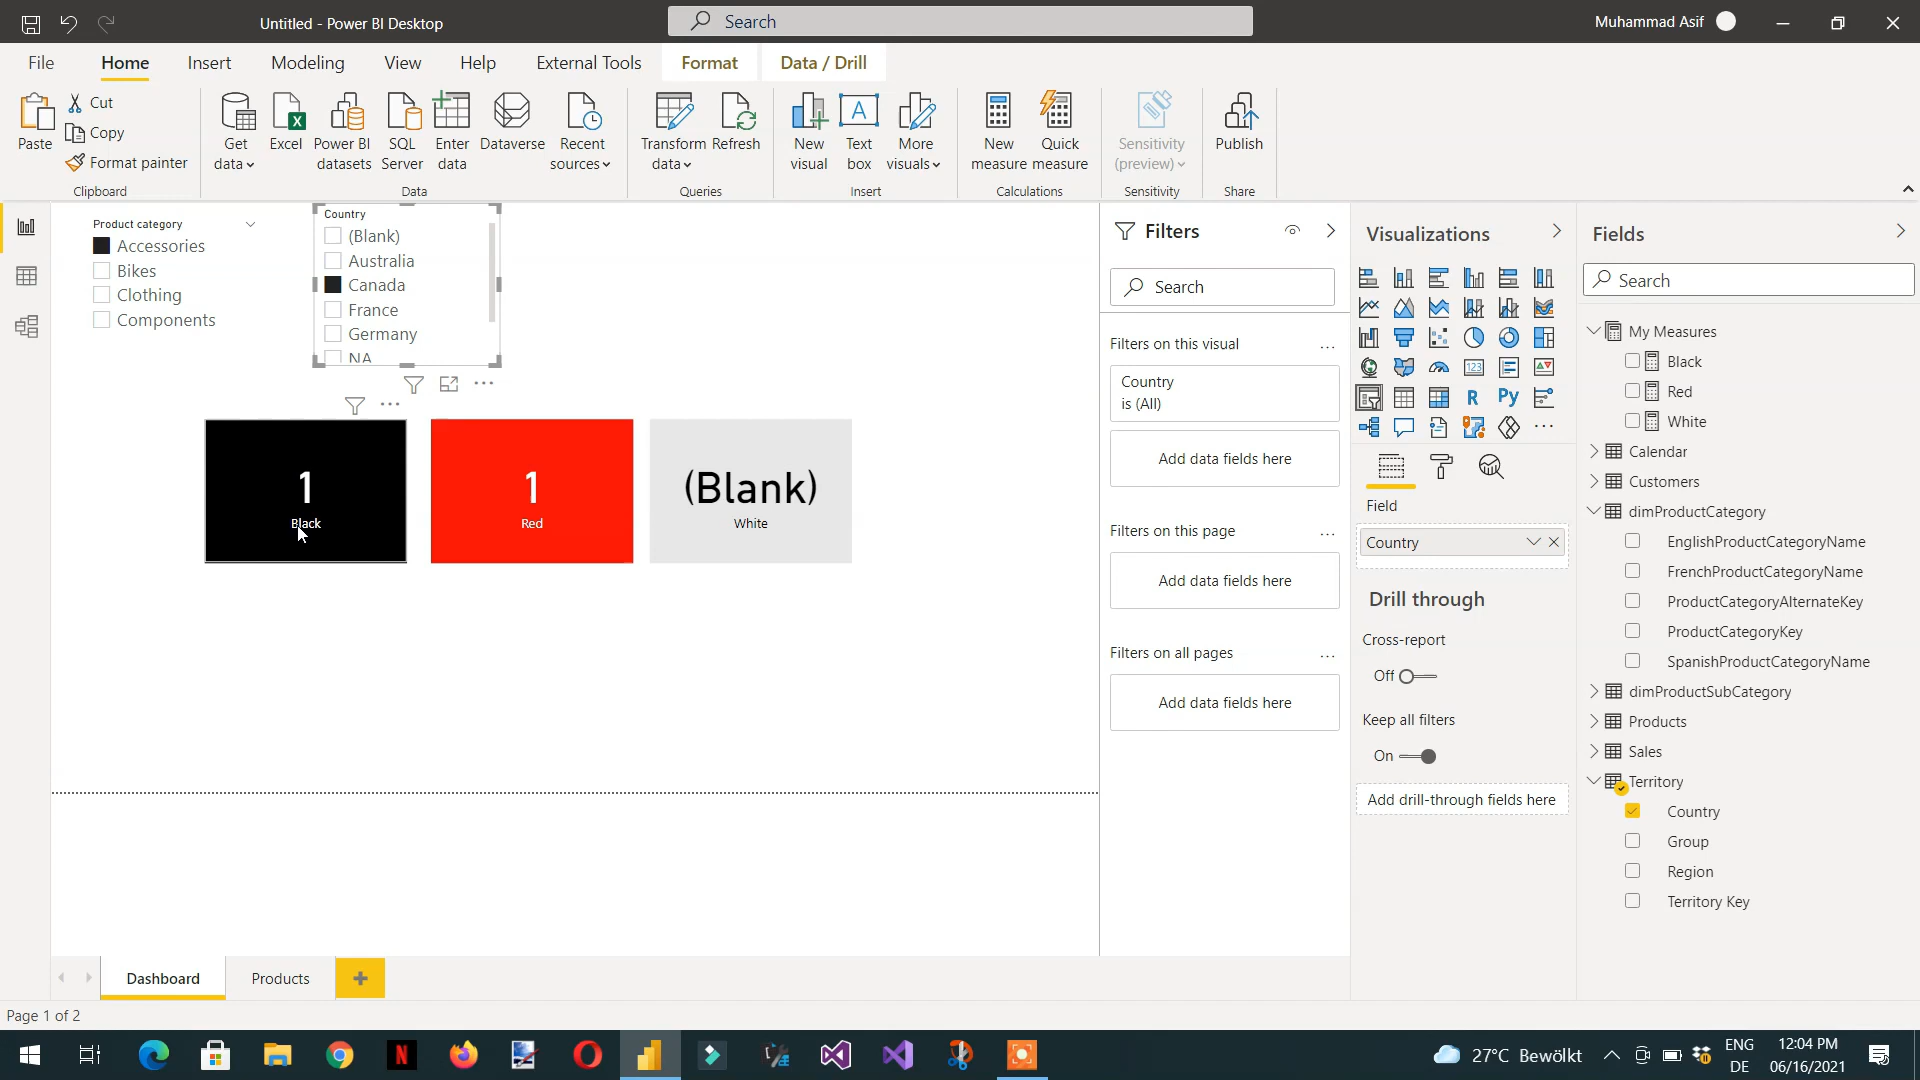 Untitled - Power BI Desktop
Search
Muhammad Asif
File
Home
Insert
Modeling
View
Help
External Tools
Format
Data / Drill
Paste
Cut
Copy
Format painter
Clipboard
Get
data
Excel
Power BI
datasets
SQL
Server
Enter
data
Dataverse
Recent
sources
Data
Transform
data
Refresh
Queries
New
visual
A
Text
box
More
visuals
Insert
New
measure
Quick
measure
Calculations
Sensitivity
(preview)
Sensitivity
Publish
Share
Product category
Accessories
Bikes
Clothing
Components
Country
(Blank)
Australia
Canada
France
Germany
NA
1
Black
1
Red
(Blank)
White
Filters
Search
Filters on this visual
...
Country
is (All)
Add data fields here
Filters on this page
...
Add data fields here
Filters on all pages
...
Add data fields here
Visualizations
123
R
Py
...
Field
Country
Drill through
Cross-report
Off
Keep all filters
On
Add drill-through fields here
Fields
Search
My Measures
Black
Red
White
Calendar
Customers
dimProductCategory
EnglishProductCategoryName
FrenchProductCategoryName
ProductCategoryAlternateKey
ProductCategoryKey
SpanishProductCategoryName
dimProductSubCategory
Products
Sales
Territory
Country
Group
Region
Territory Key
Dashboard
Products
+
Page 1 of 2
N
27°C Bewölkt
ENG
DE
12:04 PM
06/16/2021